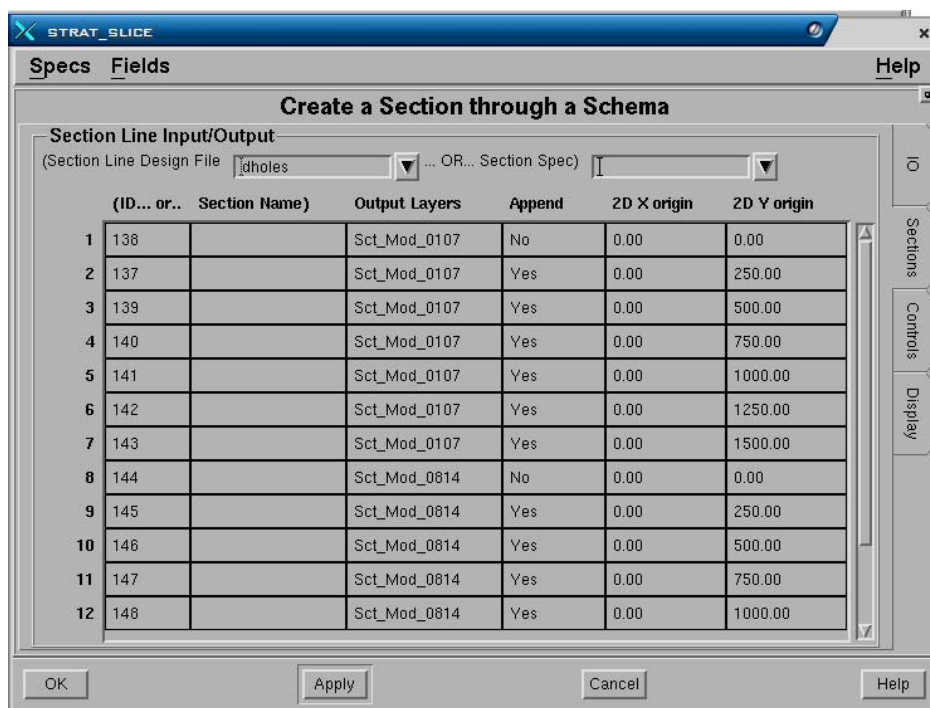 STRAT_SLICE
Specs Fields Help
Create a Section through a Schema
Section Line Input/Output
(Section Line Design File ldholes ... OR... Section Spec)
(ID... or.. Section Name) Output Layers Append 2D X origin 2D Y origin
1 138 Sct_Mod_0107 No 0.00 0.00
2 137 Sct_Mod_0107 Yes 0.00 250.00
3 139 Sct_Mod_0107 Yes 0.00 500.00
4 140 Sct_Mod_0107 Yes 0.00 750.00
5 141 Sct_Mod_0107 Yes 0.00 1000.00
6 142 Sct_Mod_0107 Yes 0.00 1250.00
7 143 Sct_Mod_0107 Yes 0.00 1500.00
8 144 Sct_Mod_0814 No 0.00 0.00
9 145 Sct_Mod_0814 Yes 0.00 250.00
10 146 Sct_Mod_0814 Yes 0.00 500.00
11 147 Sct_Mod_0814 Yes 0.00 750.00
12 148 Sct_Mod_0814 Yes 0.00 1000.00
IO
Sections
Controls
Display
OK Apply Cancel Help